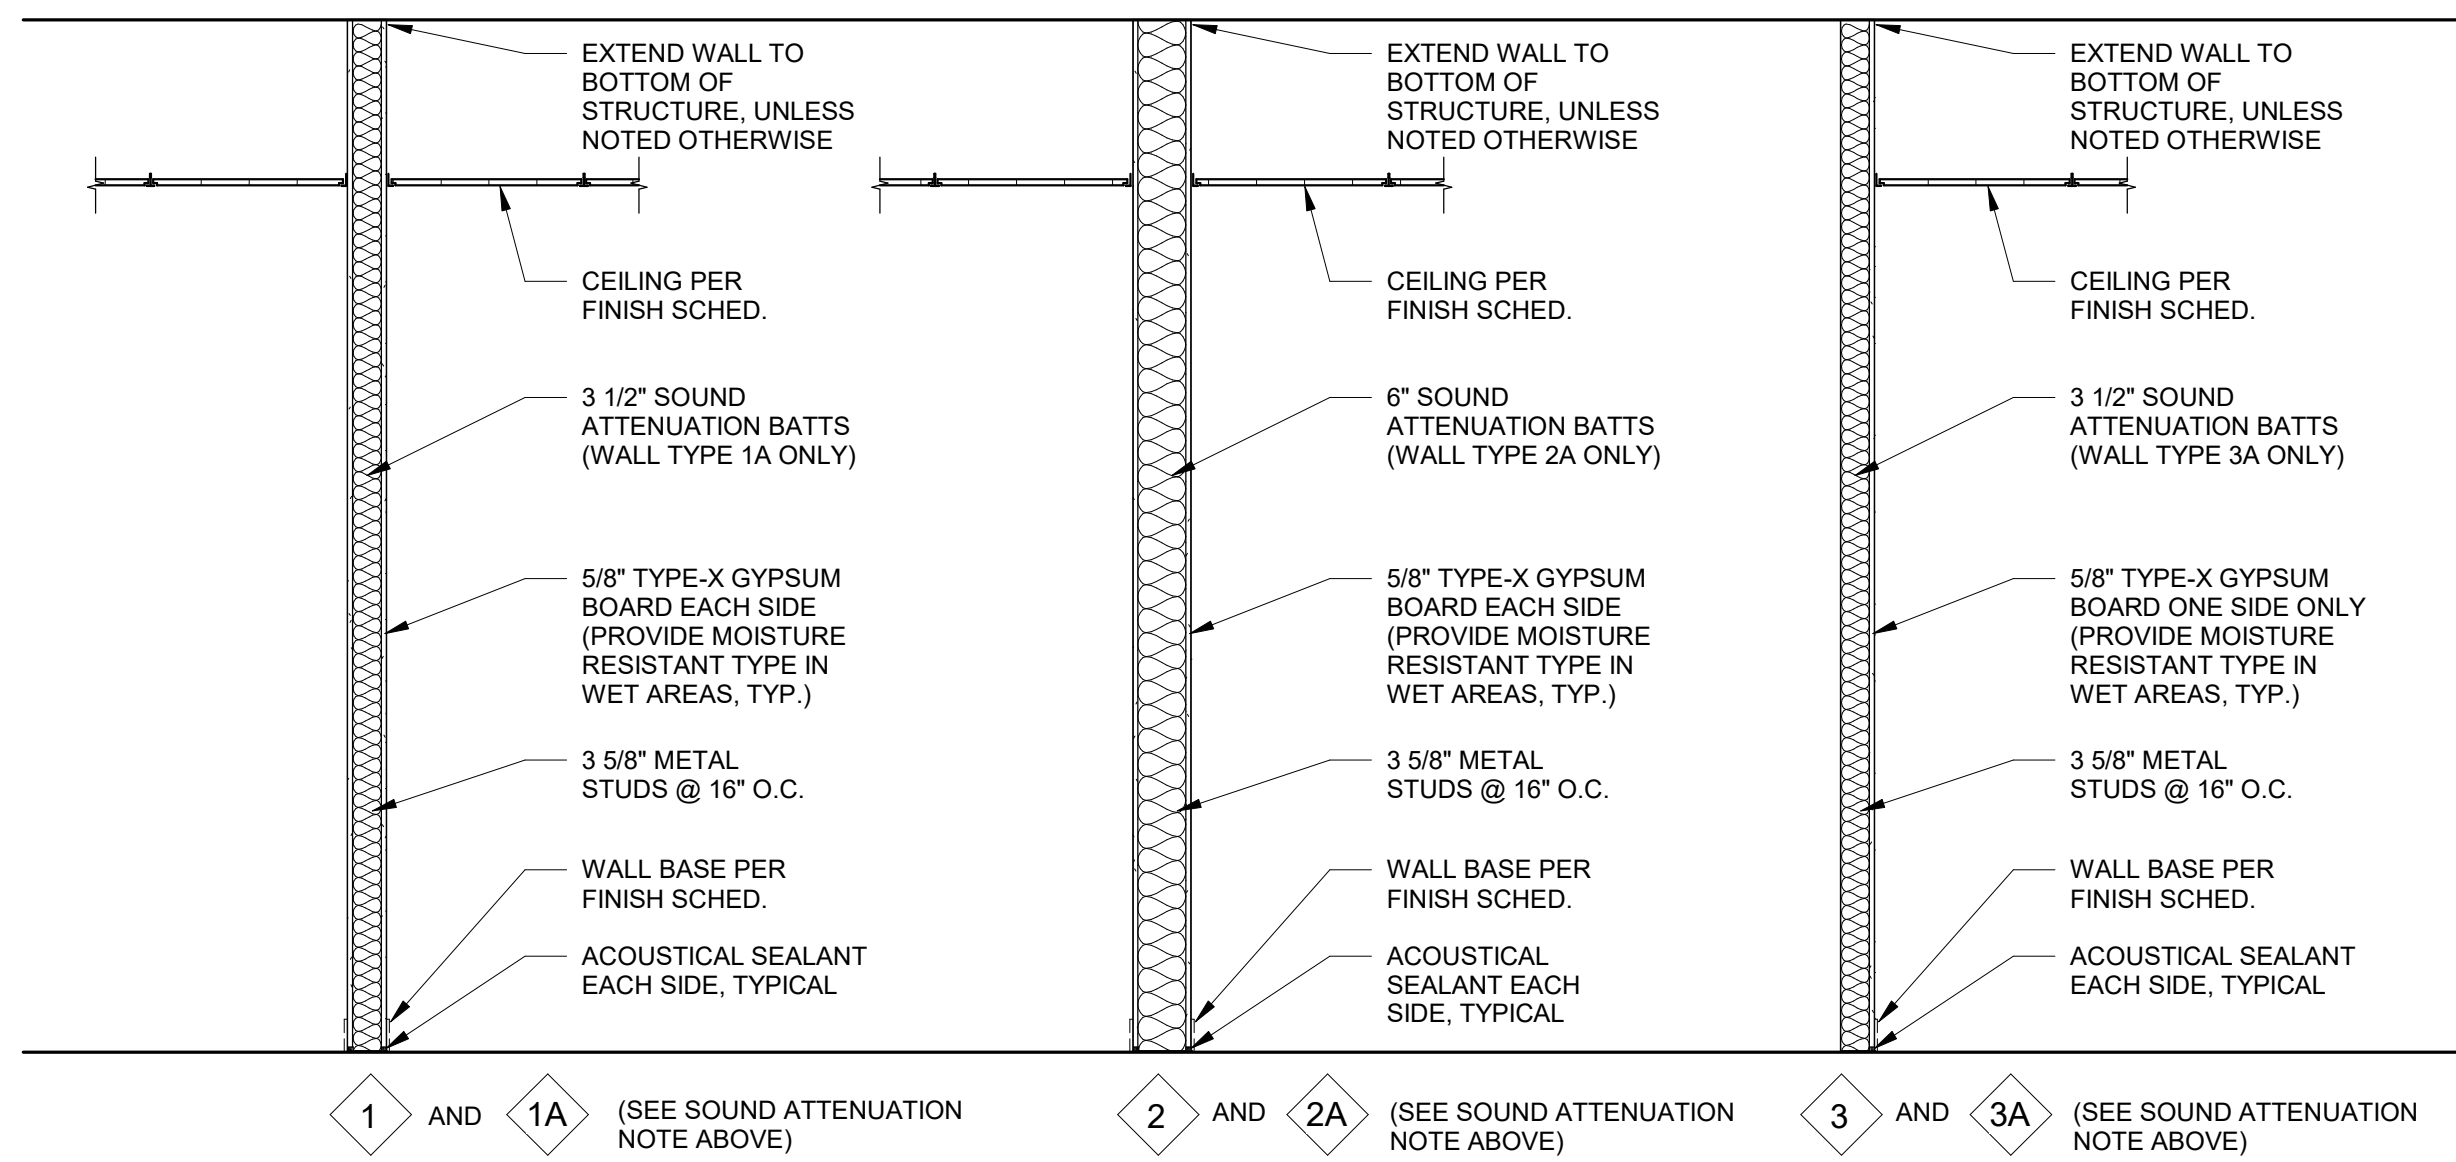 EXTEND WALL TO
BOTTOM OF
STRUCTURE, UNLESS
NOTED OTHERWISE
CEILING PER
FINISH SCHED.
3 1/2" SOUND
ATTENUATION BATTS
(WALL TYPE 1A ONLY)
5/8" TYPE-X GYPSUM
BOARD EACH SIDE
(PROVIDE MOISTURE
RESISTANT TYPE IN
WET AREAS, TYP.)
3 5/8" METAL
STUDS @ 16" O.C.
WALL BASE PER
FINISH SCHED.
ACOUSTICAL SEALANT
EACH SIDE, TYPICAL
1 AND 1A
(SEE SOUND ATTENUATION
NOTE ABOVE)
EXTEND WALL TO
BOTTOM OF
STRUCTURE, UNLESS
NOTED OTHERWISE
CEILING PER
FINISH SCHED.
6" SOUND
ATTENUATION BATTS
(WALL TYPE 2A ONLY)
5/8" TYPE-X GYPSUM
BOARD EACH SIDE
(PROVIDE MOISTURE
RESISTANT TYPE IN
WET AREAS, TYP.)
3 5/8" METAL
STUDS @ 16" O.C.
WALL BASE PER
FINISH SCHED.
ACOUSTICAL
SEALANT EACH
SIDE, TYPICAL
2 AND 2A
(SEE SOUND ATTENUATION
NOTE ABOVE)
EXTEND WALL TO
BOTTOM OF
STRUCTURE, UNLESS
NOTED OTHERWISE
CEILING PER
FINISH SCHED.
3 1/2" SOUND
ATTENUATION BATTS
(WALL TYPE 3A ONLY)
5/8" TYPE-X GYPSUM
BOARD ONE SIDE ONLY
(PROVIDE MOISTURE
RESISTANT TYPE IN
WET AREAS, TYP.)
3 5/8" METAL
STUDS @ 16" O.C.
WALL BASE PER
FINISH SCHED.
ACOUSTICAL SEALANT
EACH SIDE, TYPICAL
3 AND 3A
(SEE SOUND ATTENUATION
NOTE ABOVE)